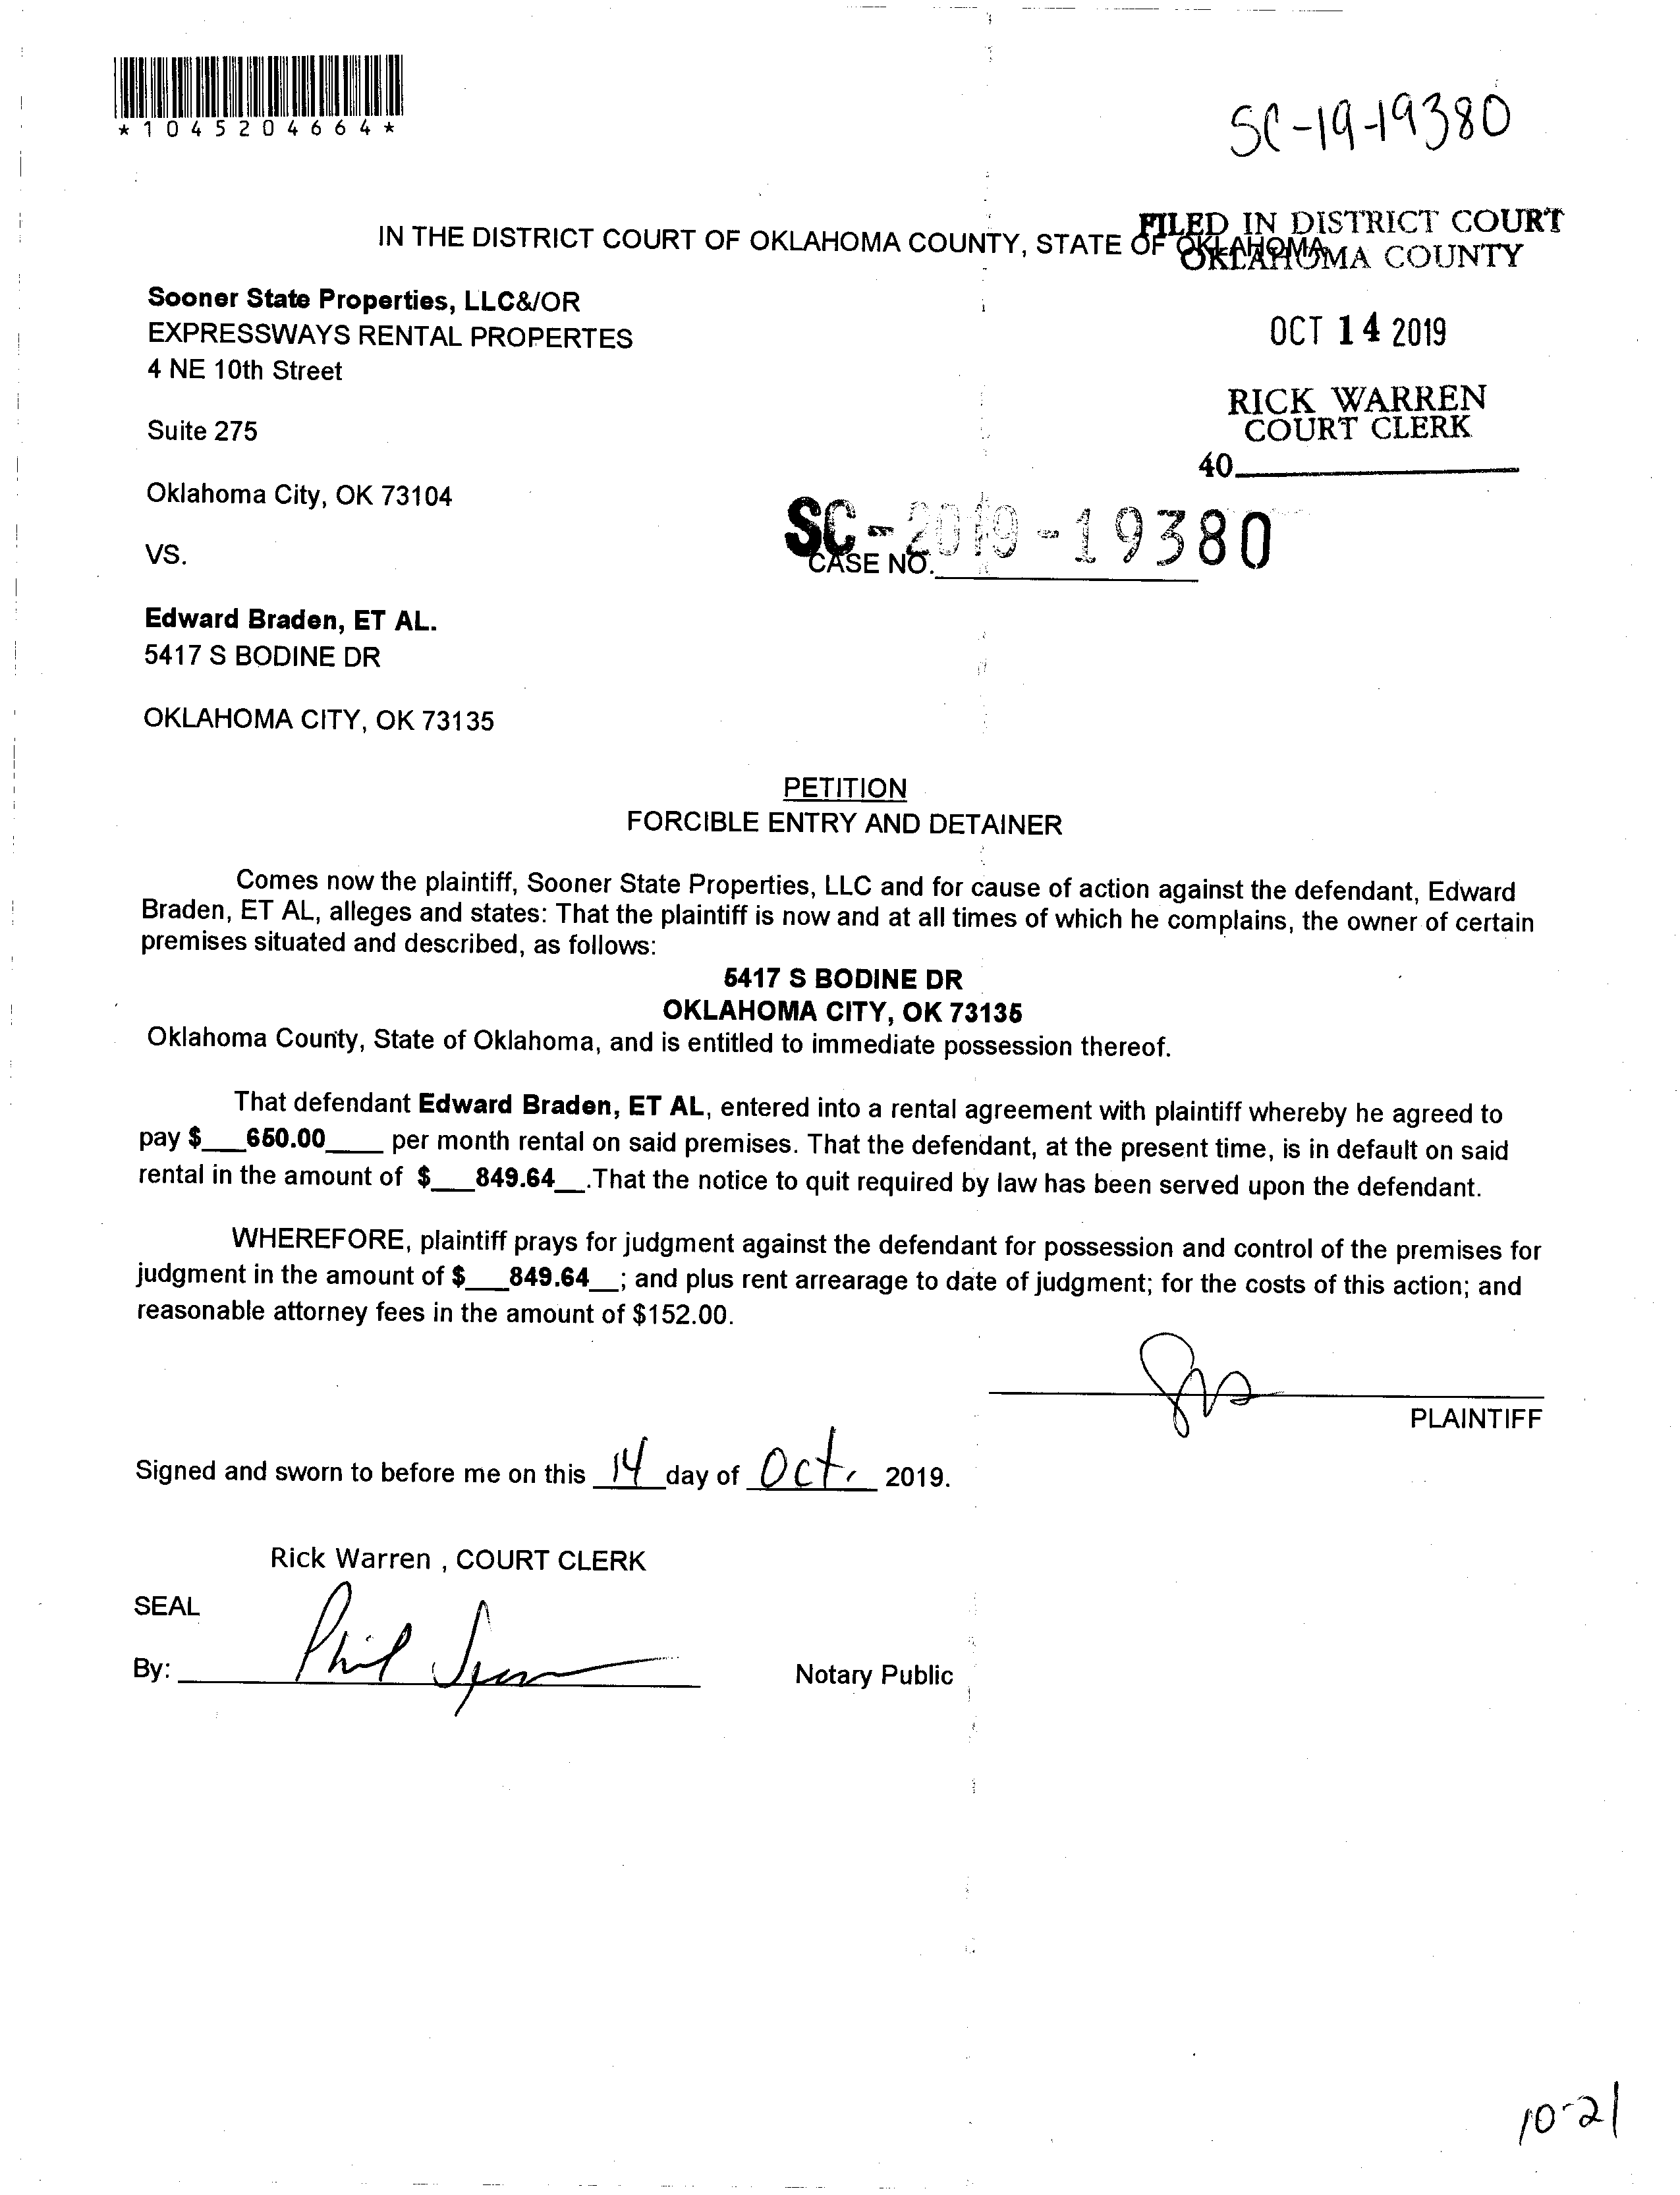 *1045204664*
SC-19-19380
IN THE DISTRICT COURT OF OKLAHOMA COUNTY, STATE OF OKLAHOMA
FILED IN DISTRICT COURT
OKLAHOMA COUNTY
Sooner State Properties, LLC&/OR
EXPRESSWAYS RENTAL PROPERTES
4 NE 10th Street
OCT 14 2019
RICK WARREN
COURT CLERK
Suite 275
40
Oklahoma City, OK 73104
SC-2019-19380
VS.
CASE NO.
Edward Braden, ET AL.
5417 S BODINE DR
OKLAHOMA CITY, OK 73135
PETITION
FORCIBLE ENTRY AND DETAINER
Comes now the plaintiff, Sooner State Properties, LLC and for cause of action against the defendant, Edward
Braden, ET AL, alleges and states: That the plaintiff is now and at all times of which he complains, the owner of certain
premises situated and described, as follows:
5417 S BODINE DR
OKLAHOMA CITY, OK 73135
Oklahoma County, State of Oklahoma, and is entitled to immediate possession thereof.
That defendant Edward Braden, ET AL, entered into a rental agreement with plaintiff whereby he agreed to
pay $___650.00____ per month rental on said premises. That the defendant, at the present time, is in default on said
rental in the amount of $___849.64__.That the notice to quit required by law has been served upon the defendant.
WHEREFORE, plaintiff prays for judgment against the defendant for possession and control of the premises for
judgment in the amount of $___849.64__; and plus rent arrearage to date of judgment; for the costs of this action; and
reasonable attorney fees in the amount of $152.00.
PLAINTIFF
Signed and sworn to before me on this 14 day of Oct. 2019.
Rick Warren , COURT CLERK
SEAL
By: Phil
Notary Public
10-21